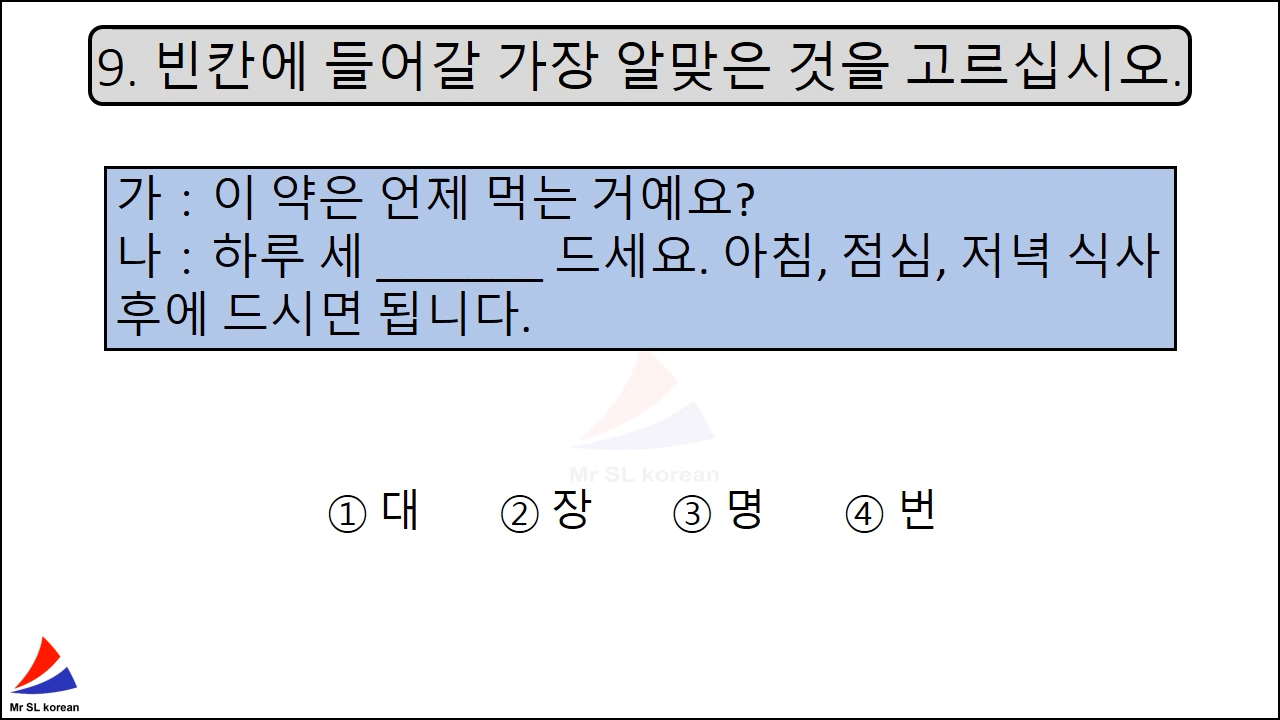 9. 빈칸에 들어갈 가장 알맞은 것을 고르십시오.
가 : 이 약은 언제 먹는 거예요?
나 : 하루 세 _______ 드세요. 아침, 점심, 저녁 식사
후에 드시면 됩니다.
Mr SL korean
① 대 ② 장 ③ 명 ④ 번
Mr SL korean